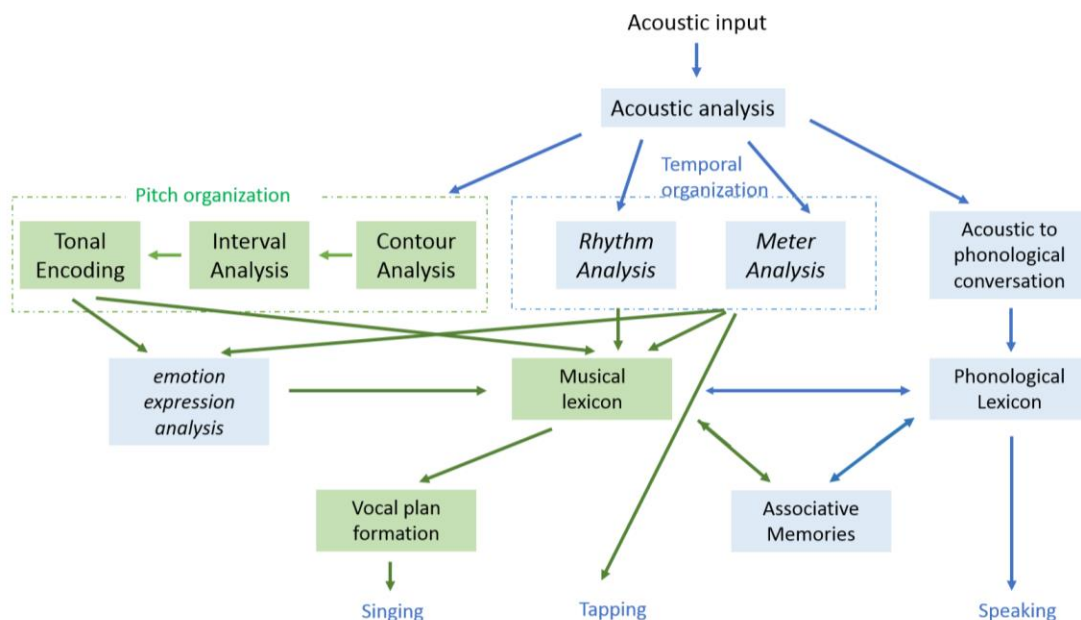 Acoustic input
Acoustic analysis
Temporal
organization
Pitch organization
Tonal
Encoding
Interval
Analysis
Contour
Analysis
Rhythm
Analysis
Meter
Analysis
Acoustic to
phonological
conversation
emotion
expression
analysis
Musical
lexicon
Phonological
Lexicon
Vocal plan
formation
Associative
Memories
Singing
Tapping
Speaking